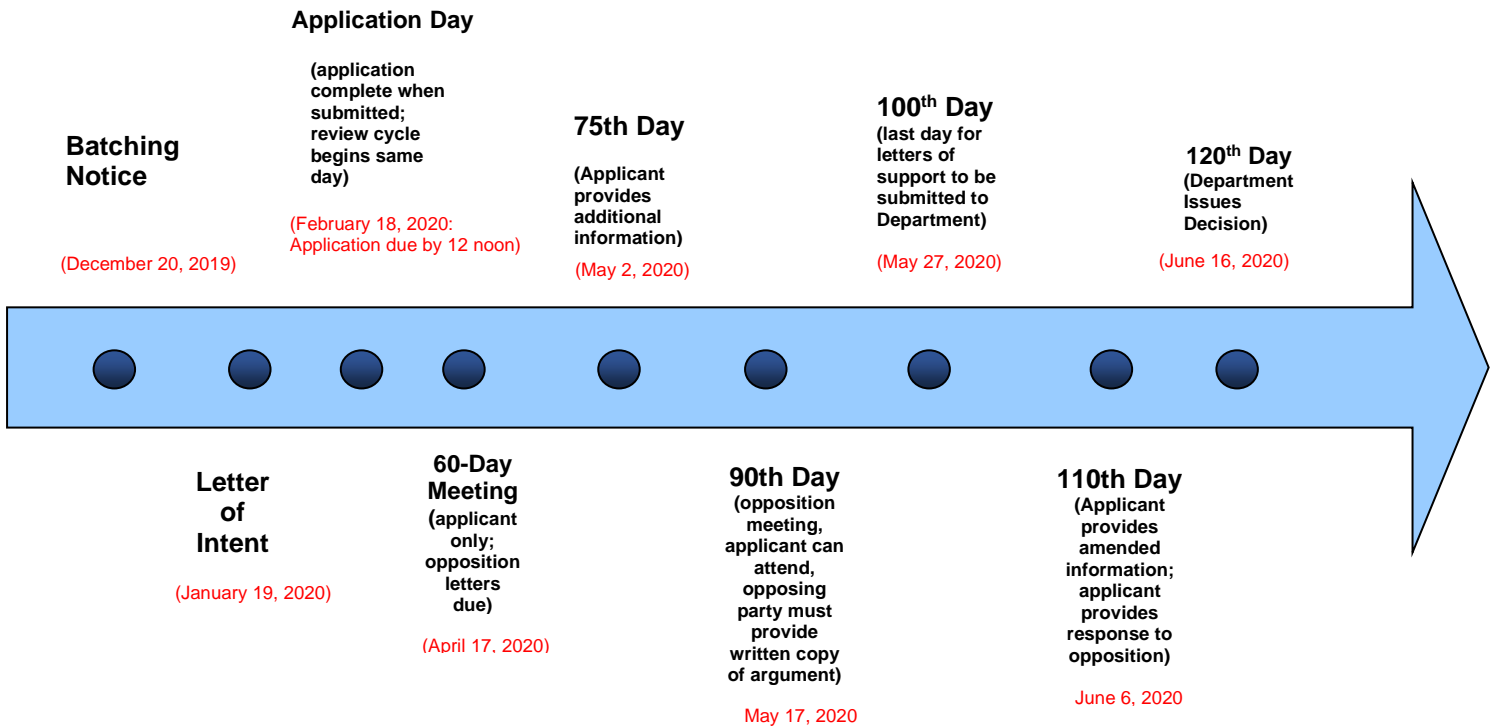 Application Day
(application
complete when
submitted;
review cycle
begins same
day)
(February 18, 2020:
Application due by 12 noon)
Batching
Notice
(December 20, 2019)
75th Day
(Applicant
provides
additional
information)
(May 2, 2020)
100th Day
(last day for
letters of
support to be
submitted to
Department)
(May 27, 2020)
120th Day
(Department
Issues
Decision)
(June 16, 2020)
Letter
of
Intent
(January 19, 2020)
60-Day
Meeting
(applicant
only;
opposition
letters
due)
(April 17, 2020)
90th Day
(opposition
meeting,
applicant can
attend,
opposing
party must
provide
written copy
of argument)
May 17, 2020
110th Day
(Applicant
provides
amended
information;
applicant
provides
response to
opposition)
June 6, 2020